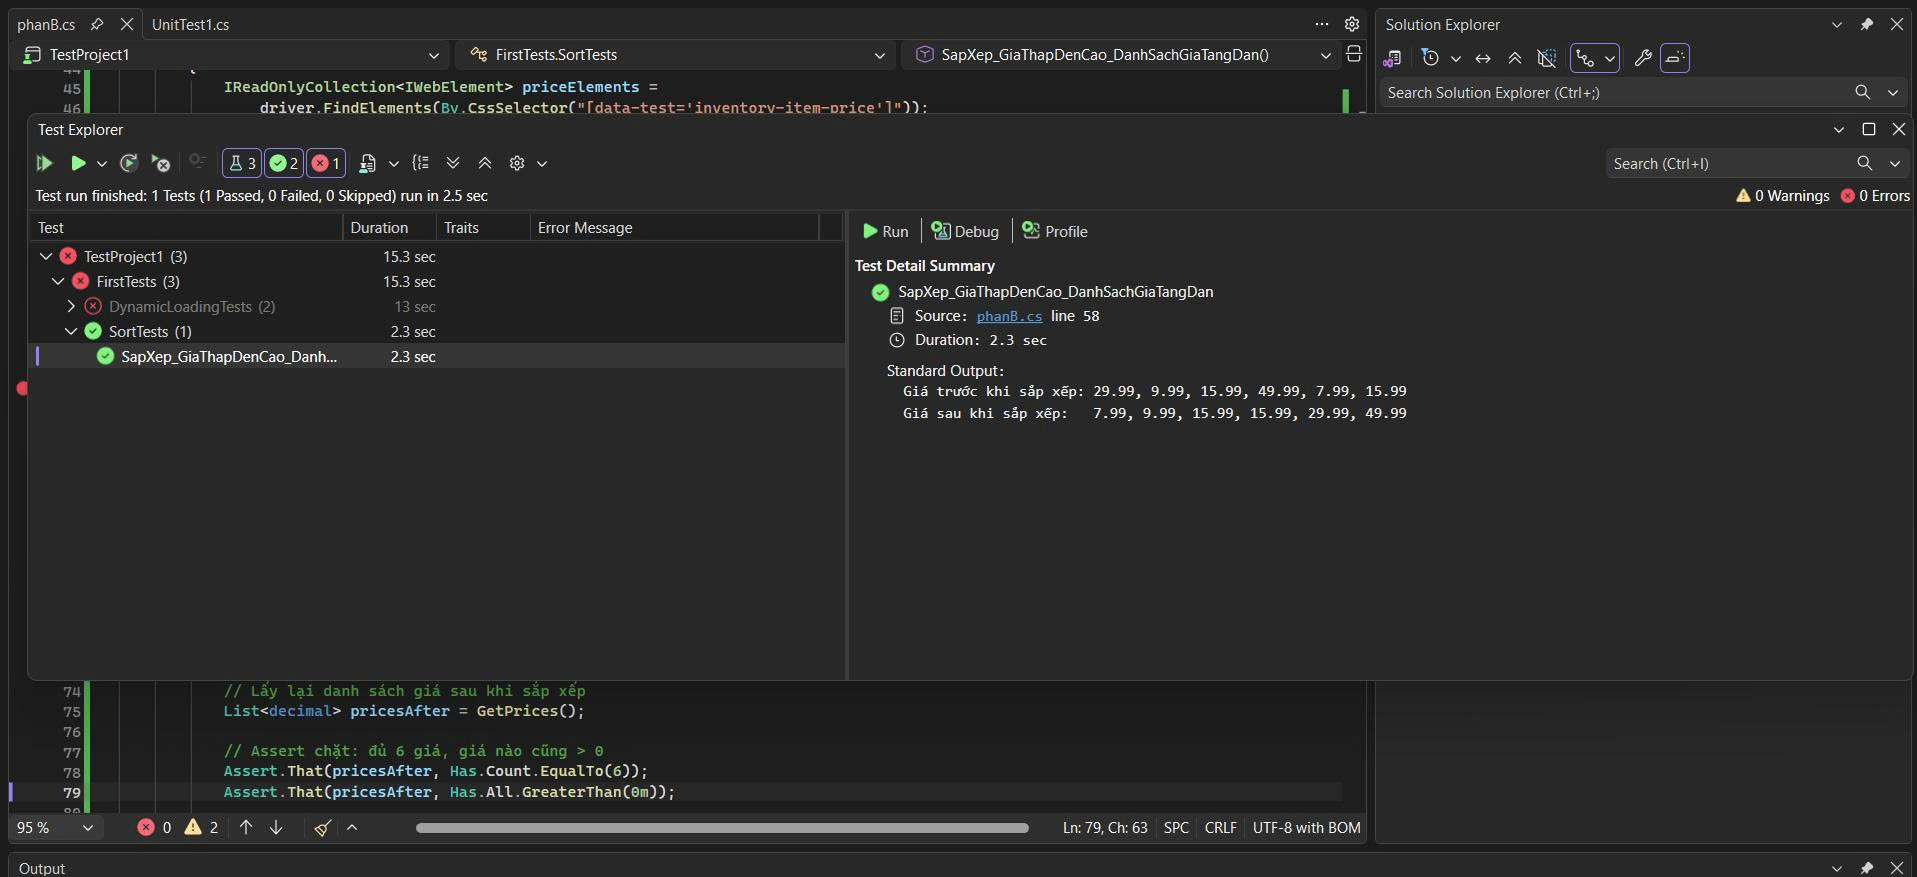 phanB.cs
UnitTest1.cs
Solution Explorer
TestProject1
FirstTests.SortTests
SapXep_GiaThapDenCao_DanhSachGiaTangDan()
Search Solution Explorer (Ctrl+;)
45
IReadOnlyCollection<IWebElement> priceElements =
46
driver.FindElements(By.CssSelector("[data-test='inventory-item-price']"));
Test Explorer
3
2
1
Search (Ctrl+I)
Test run finished: 1 Tests (1 Passed, 0 Failed, 0 Skipped) run in 2.5 sec
0 Warnings
0 Errors
Test
Duration
Traits
Error Message
Run
Debug
Profile
TestProject1 (3)
15.3 sec
FirstTests (3)
15.3 sec
DynamicLoadingTests (2)
13 sec
SortTests (1)
2.3 sec
SapXep_GiaThapDenCao_Danh...
2.3 sec
Test Detail Summary
SapXep_GiaThapDenCao_DanhSachGiaTangDan
Source: phanB.cs line 58
Duration: 2.3 sec
Standard Output:
Giá trước khi sắp xếp: 29.99, 9.99, 15.99, 49.99, 7.99, 15.99
Giá sau khi sắp xếp: 7.99, 9.99, 15.99, 15.99, 29.99, 49.99
74
// Lấy lại danh sách giá sau khi sắp xếp
75
List<decimal> pricesAfter = GetPrices();
76
77
// Assert chặt: đủ 6 giá, giá nào cũng > 0
78
Assert.That(pricesAfter, Has.Count.EqualTo(6));
79
Assert.That(pricesAfter, Has.All.GreaterThan(0m));
95 %
0
2
Ln: 79, Ch: 63
SPC
CRLF
UTF-8 with BOM
Output